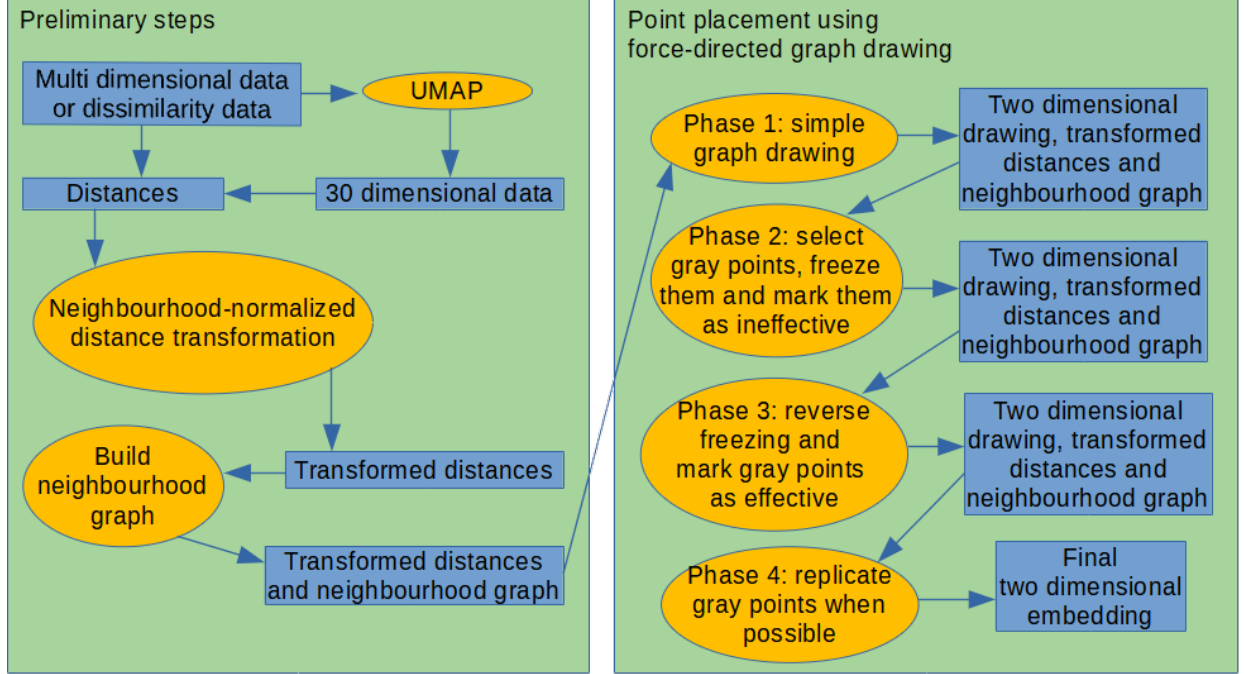 Preliminary steps
Multi dimensional data
or dissimilarity data
UMAP
Distances
30 dimensional data
Neighbourhood-normalized
distance transformation
Transformed distances
Build
neighbourhood
graph
Transformed distances
and neighbourhood graph
Point placement using
force-directed graph drawing
Phase 1: simple
graph drawing
Two dimensional
drawing, transformed
distances and
neighbourhood graph
Phase 2: select
gray points, freeze
them and mark them
as ineffective
Two dimensional
drawing, transformed
distances and
neighbourhood graph
Phase 3: reverse
freezing and
mark gray points
as effective
Two dimensional
drawing, transformed
distances and
neighbourhood graph
Phase 4: replicate
gray points when
possible
Final
two dimensional
embedding